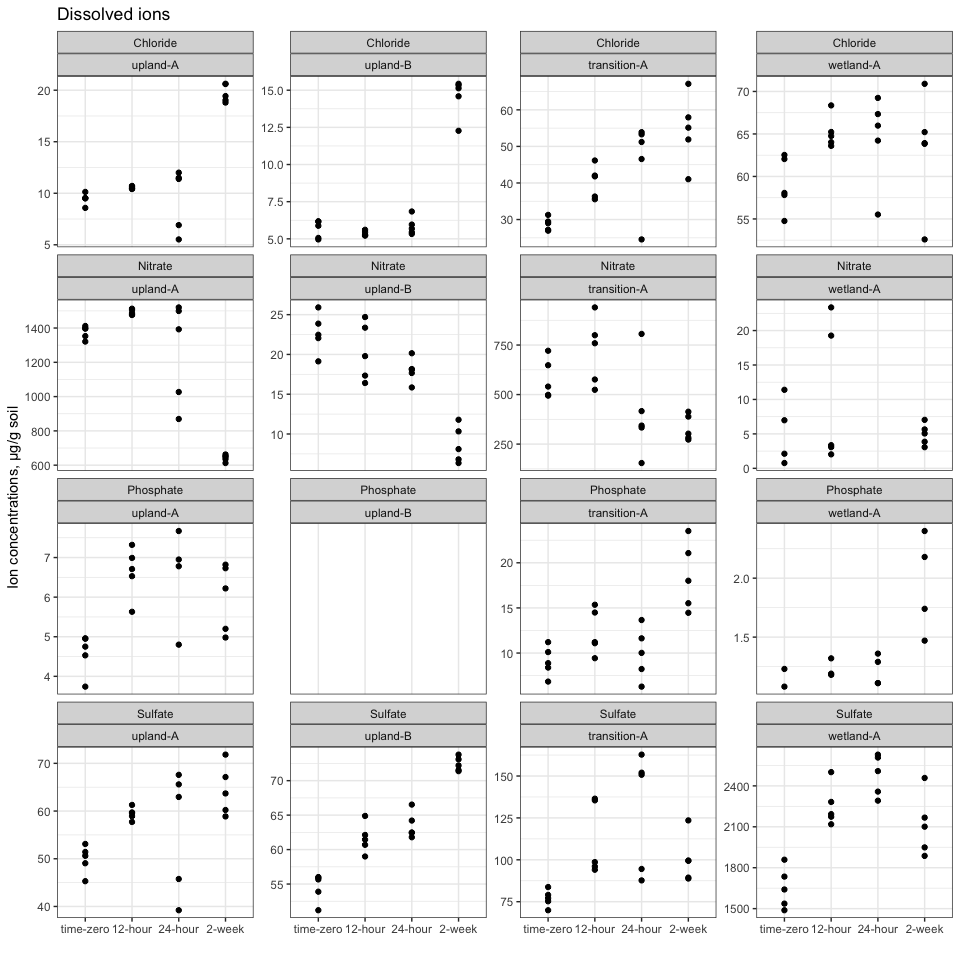 Dissolved ions
Chloride Chloride Chloride Chloride
upland-A upland-B transition-A wetland-A
20 15 10 5
15.0 12.5 10.0 7.5 5.0
60 50 40 30
70 65 60 55
Nitrate Nitrate Nitrate Nitrate
upland-A upland-B transition-A wetland-A
1400 1200 1000 800 600
25 20 15 10
750 500 250
20 15 10 5 0
Phosphate Phosphate Phosphate Phosphate
upland-A upland-B transition-A wetland-A
7 6 5 4
20 15 10
2.0 1.5
Sulfate Sulfate Sulfate Sulfate
upland-A upland-B transition-A wetland-A
70 60 50 40
70 65 60 55
150 125 100 75
2400 2100 1800 1500
time-zero 12-hour 24-hour 2-week time-zero 12-hour 24-hour 2-week time-zero 12-hour 24-hour 2-week time-zero 12-hour 24-hour 2-week
Ion concentrations, μg/g soil